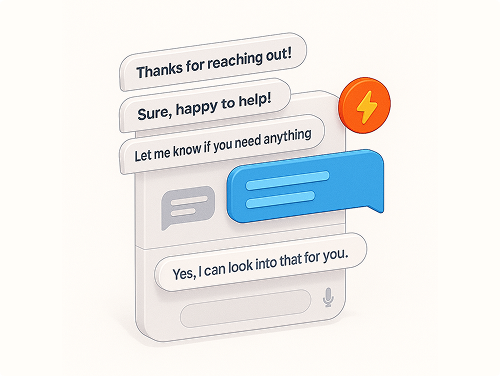 Thanks for reaching out!
Sure, happy to help!
Let me know if you need anything
Yes, I can look into that for you.